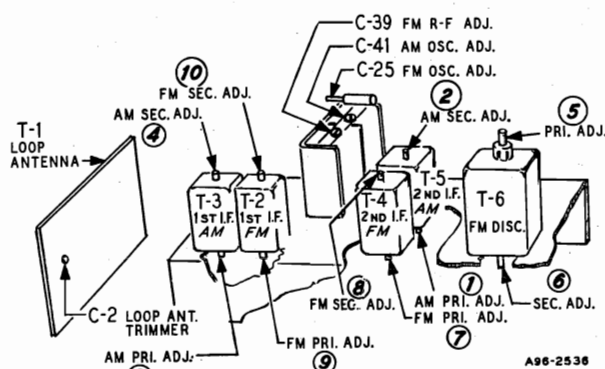 C-39 FM R-F ADJ.
C-41 AM OSC. ADJ.
C-25 FM OSC. ADJ.
10
FM SEC. ADJ.
2
AM SEC. ADJ.
5
PRI. ADJ.
AM SEC. ADJ.
4
T-1
LOOP
ANTENNA
T-3
1ST I.F.
AM
T-2
1ST I.F.
FM
T-4
2ND I.F.
FM
T-5
2ND I.F.
AM
T-6
FM DISC.
C-2 LOOP ANT.
TRIMMER
8
FM SEC. ADJ.
1
AM PRI. ADJ.
FM PRI. ADJ.
7
6
SEC. ADJ.
AM PRI. ADJ.
FM PRI. ADJ.
9
A96-2536